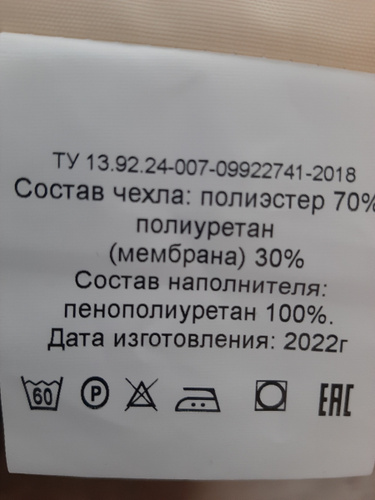 ТУ 13.92.24-007-09922741-2018
Состав чехла: полиэстер 70%
полиуретан
(мембрана) 30%
Состав наполнителя:
пенополиуретан 100%.
Дата изготовления: 2022г
60 P EAC